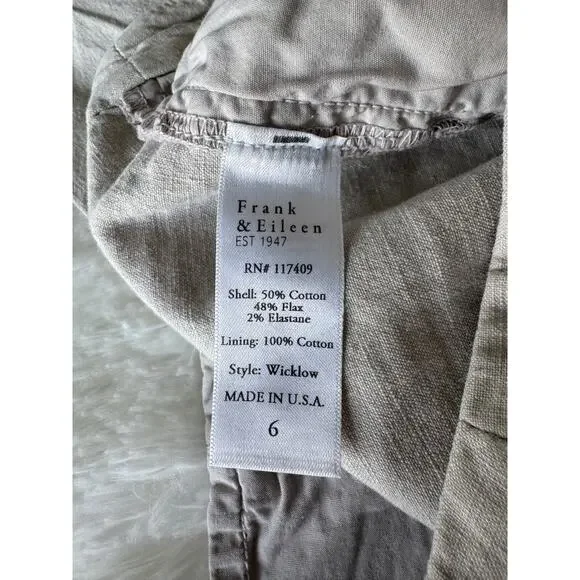 Frank
& Eileen
EST 1947
RN# 117409
Shell: 50% Cotton
48% Flax
2% Elastane
Lining: 100% Cotton
Style: Wicklow
MADE IN U.S.A.
6